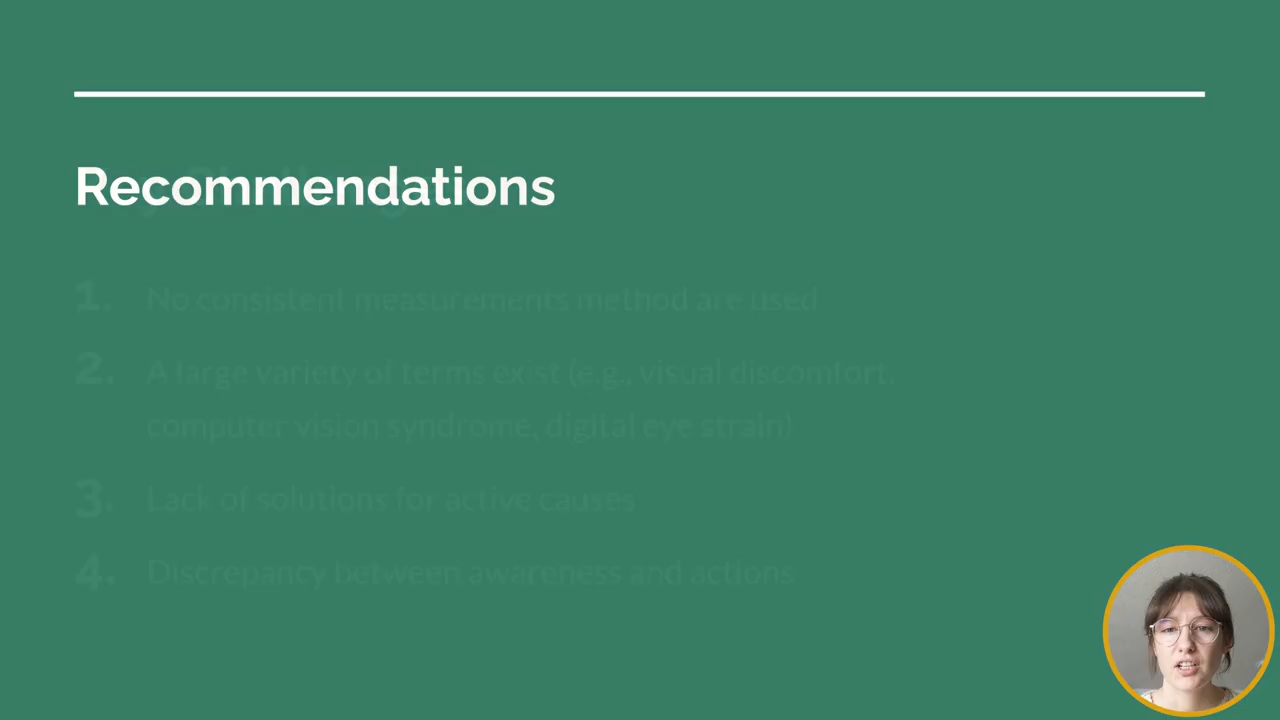 Recommendations
1. No consistent measurements method are used
2. A large variety of terms exist (e.g., visual discomfort,
computer vision syndrome, digital eye strain)
3. Lack of solutions for active causes
4. Discrepancy between awareness and actions